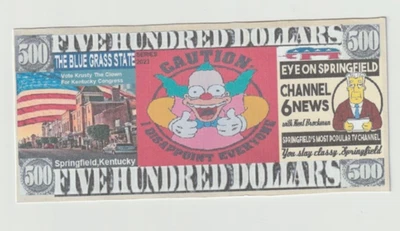 500 FIVE HUNDRED DOLLARS 500
THE BLUE GRASS STATE
Vote Krusty The Clown
For Kentucky Congress
Springfield, Kentucky
SERIES
2021
CAUTION
I DISAPPOINT EVERYONE
EYE ON SPRINGFIELD
CHANNEL
6 NEWS
with Kent Brockman
SPRINGFIELD'S MOST POPULAR TV CHANNEL
You stay classy Springfield
500 FIVE HUNDRED DOLLARS 500